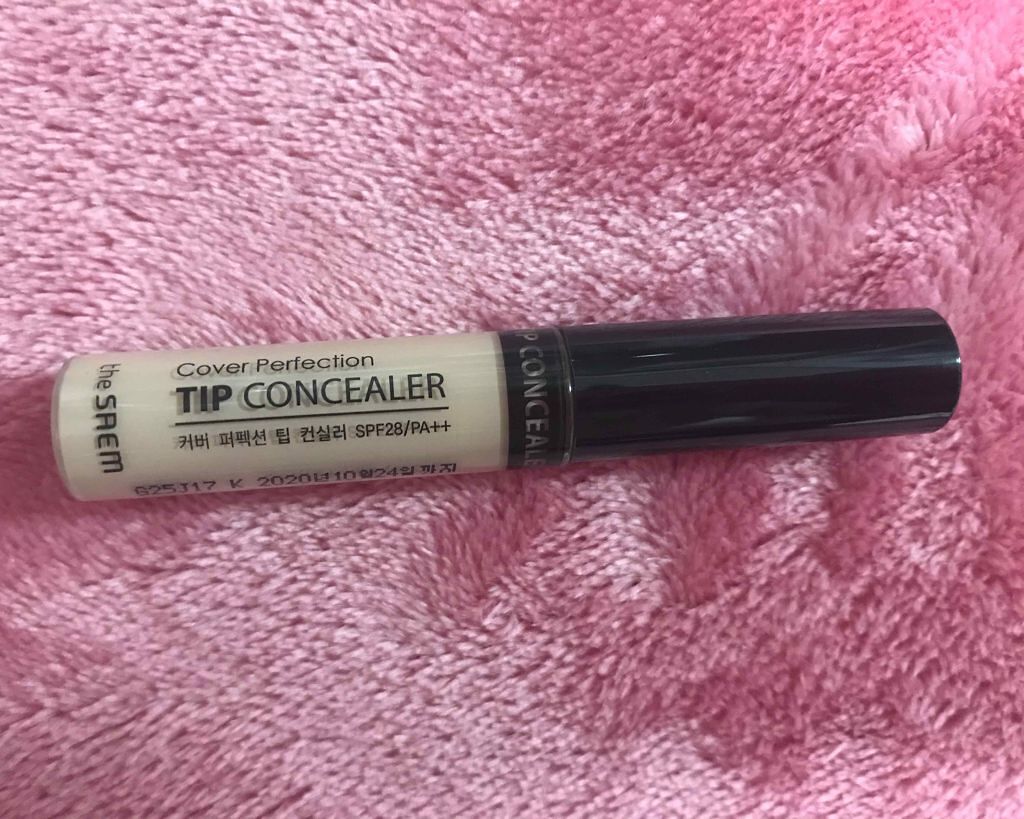 the SAEM
Cover Perfection
TIP CONCEALER
커버 퍼펙션 팁 컨실러 SPF28/PA++
G25J17 K 2020년10월24일까지
CONCEALE